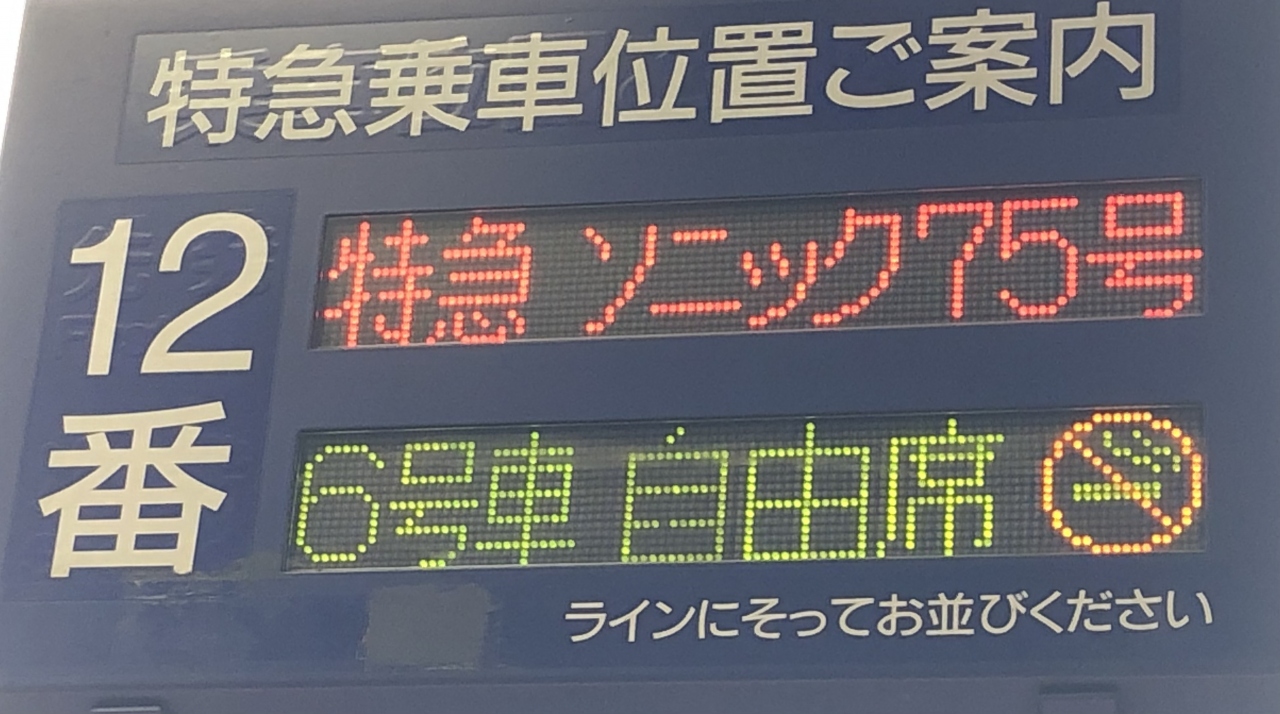 特急乗車位置ご案内
12番
特急 ソニック75号
6号車 自由席
ラインにそってお並びください